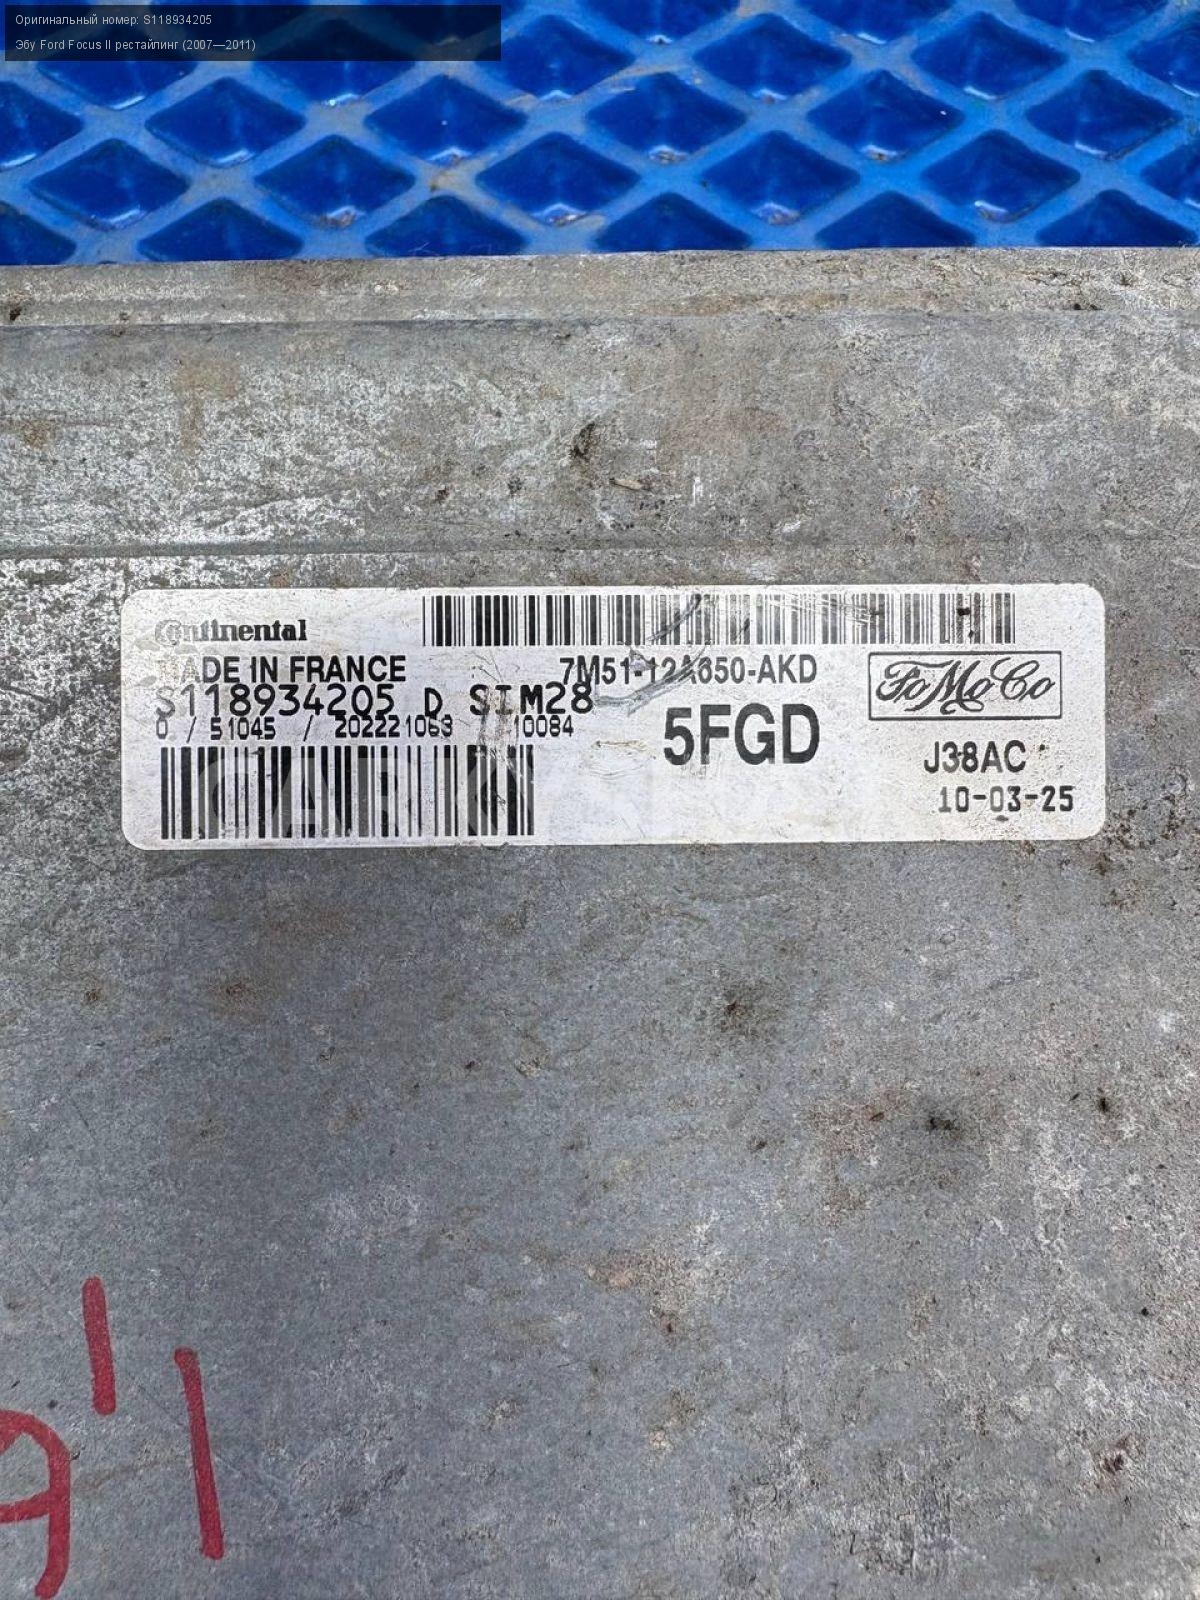 Оригинальный номер: S118934205
Эбу Ford Focus II рестайлинг (2007—2011)
Continental
MADE IN FRANCE
7M51-12A650-AKD
FoMoCo
S118934205 D SIM28
0 / 51045 / 202221063 10084
5FGD
J38AC
10-03-25